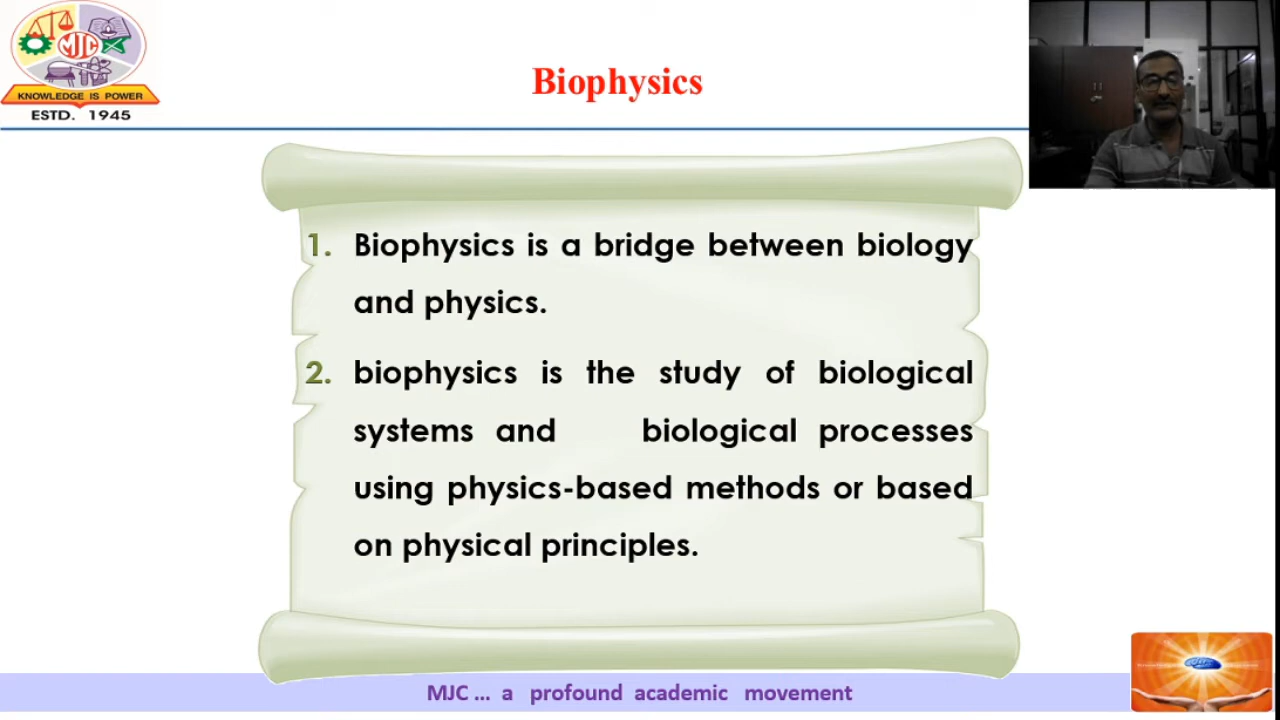 MJC
KNOWLEDGE IS POWER
ESTD. 1945
Biophysics
1. Biophysics is a bridge between biology
and physics.
2. biophysics is the study of biological
systems and biological processes
using physics-based methods or based
on physical principles.
MJC ... a profound academic movement